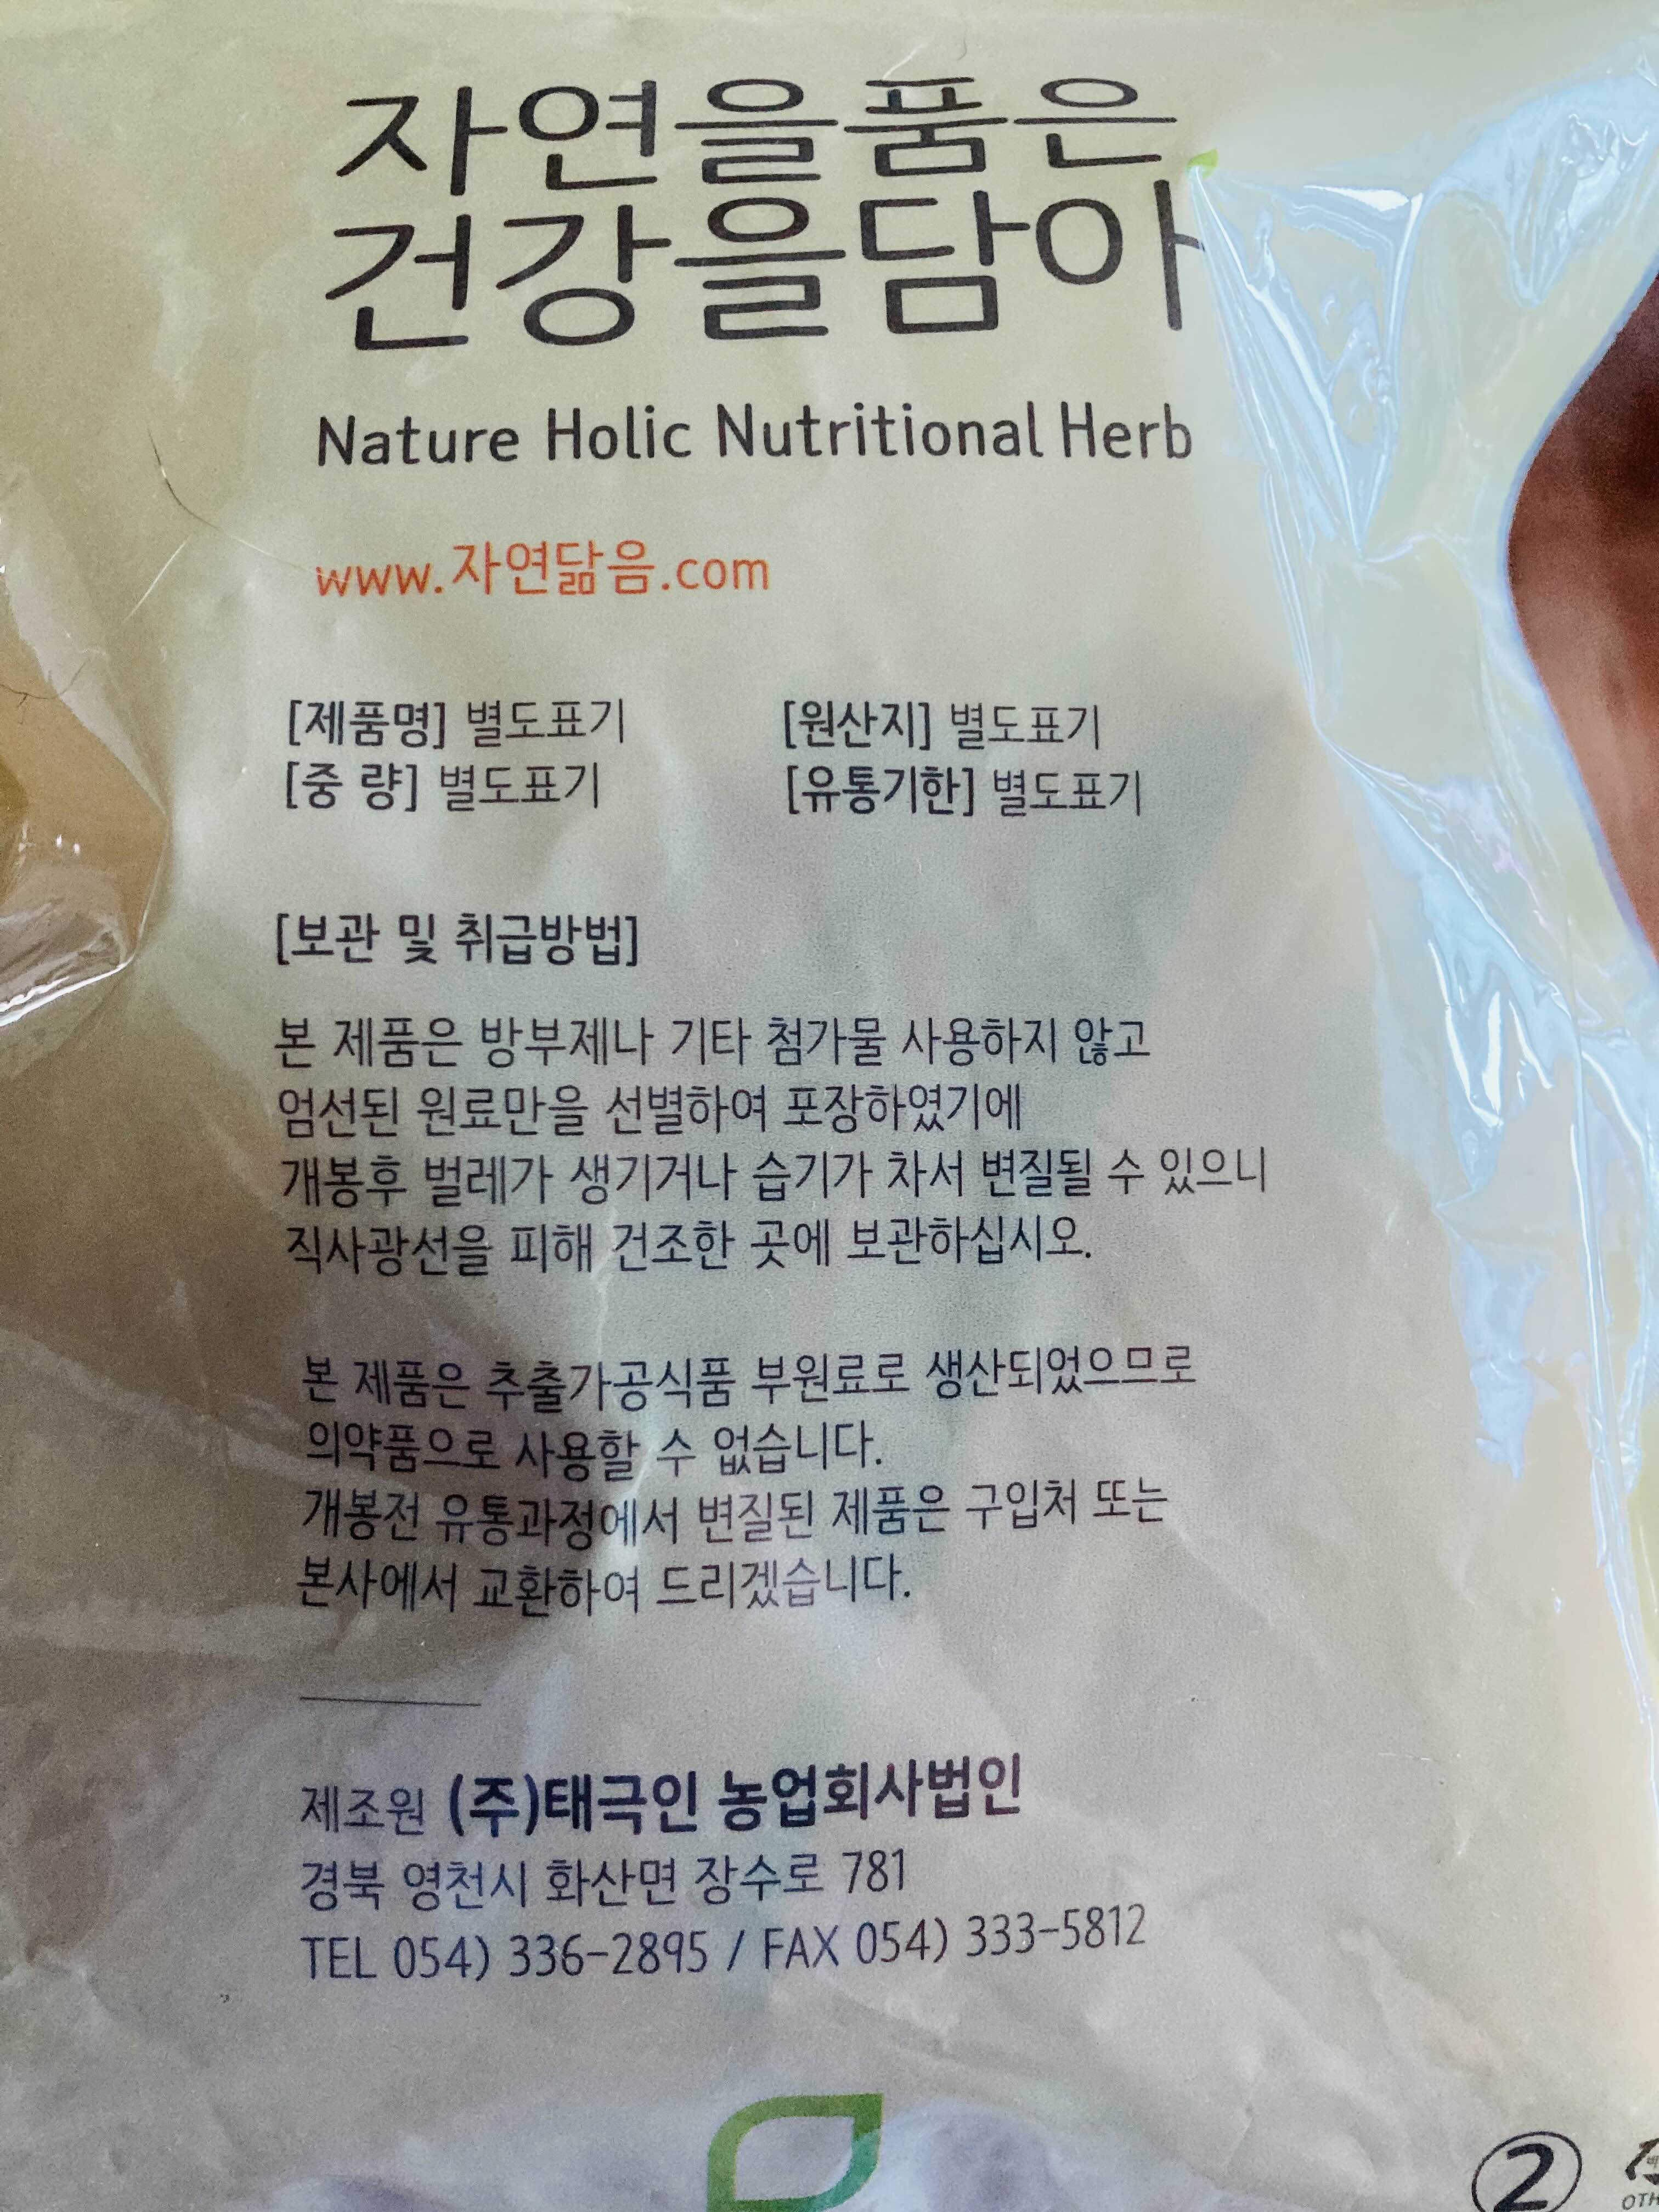 자연을품은
건강을담아
Nature Holic Nutritional Herb
www.자연닮음.com
[제품명] 별도표기 [원산지] 별도표기
[중 량] 별도표기 [유통기한] 별도표기
[보관 및 취급방법]
본 제품은 방부제나 기타 첨가물 사용하지 않고
엄선된 원료만을 선별하여 포장하였기에
개봉후 벌레가 생기거나 습기가 차서 변질될 수 있으니
직사광선을 피해 건조한 곳에 보관하십시오.
본 제품은 추출가공식품 부원료로 생산되었으므로
의약품으로 사용할 수 없습니다.
개봉전 유통과정에서 변질된 제품은 구입처 또는
본사에서 교환하여 드리겠습니다.
제조원 (주)태극인 농업회사법인
경북 영천시 화산면 장수로 781
TEL 054) 336-2895 / FAX 054) 333-5812
2